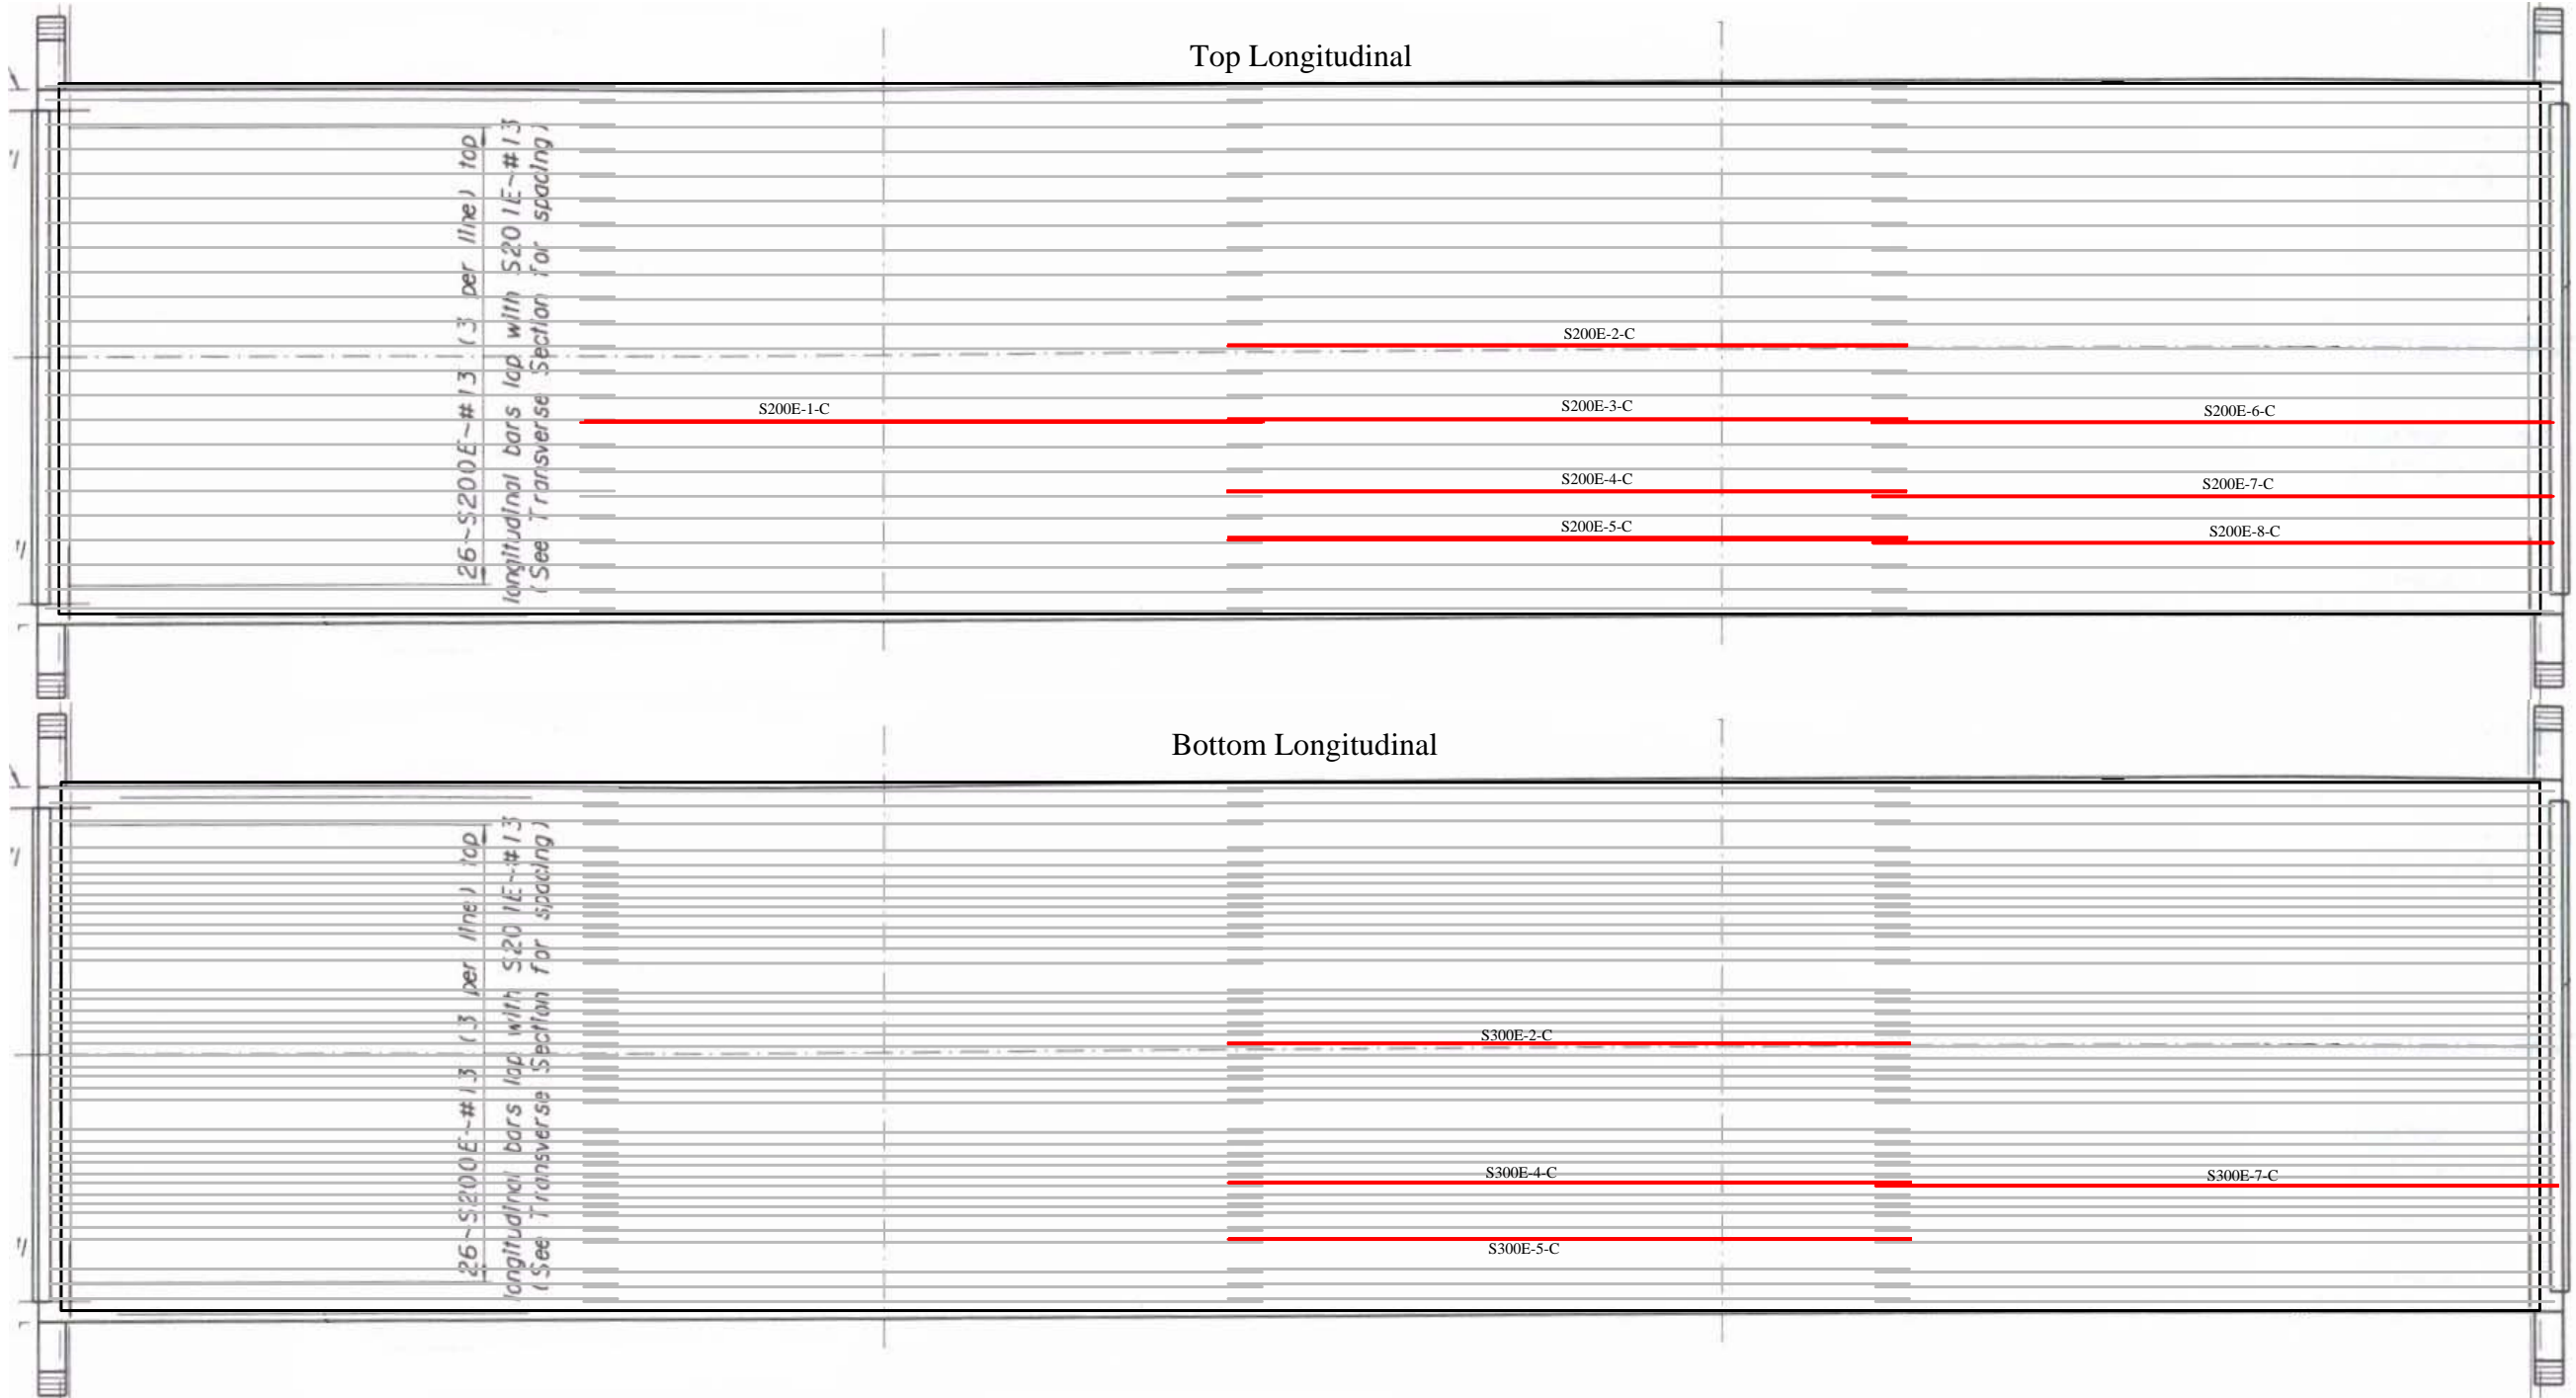 Top Longitudinal
26~S200E~#13 (3 per line) top
longitudinal bars lap with S201E~#13
(See Transverse Section for spacing)
S200E-2-C
S200E-1-C
S200E-3-C
S200E-6-C
S200E-4-C
S200E-7-C
S200E-5-C
S200E-8-C
Bottom Longitudinal
26~S200E~#13 (3 per line) top
longitudinal bars lap with S201E~#13
(See Transverse Section for spacing)
S300E-2-C
S300E-4-C
S300E-7-C
S300E-5-C